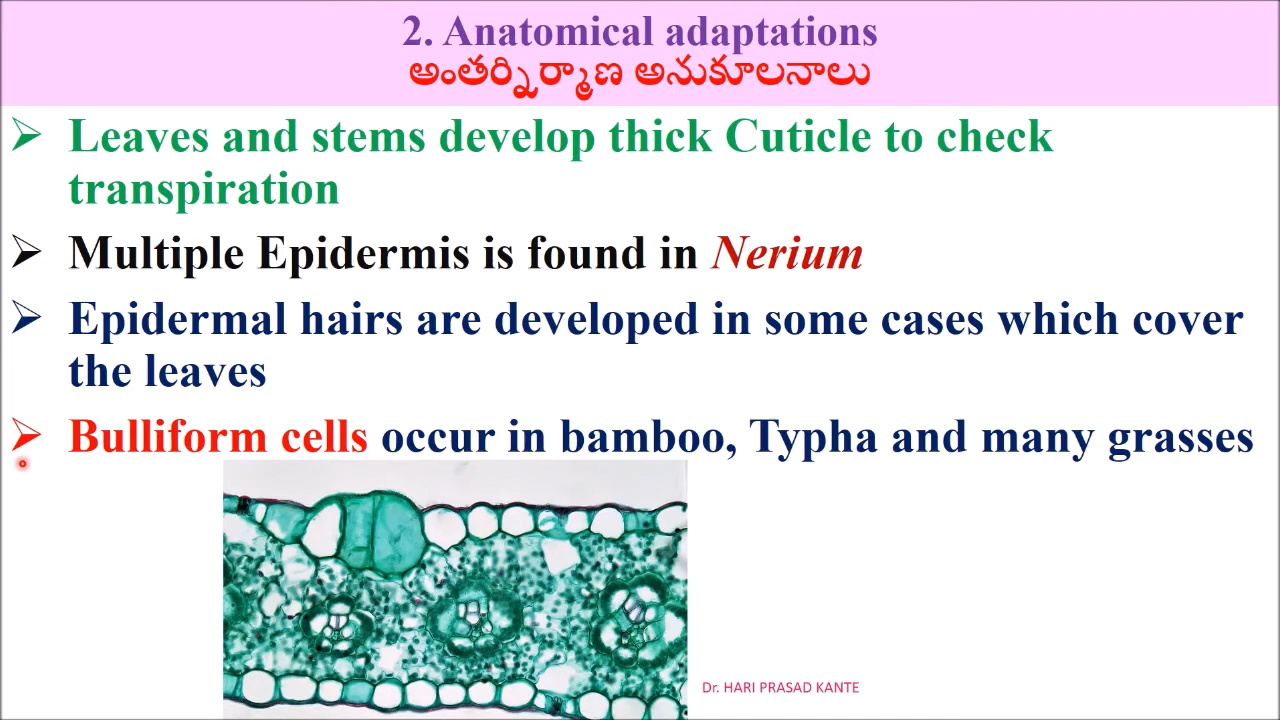 2. Anatomical adaptations
అంతర్నిర్మాణ అనుకూలనాలు
➢ Leaves and stems develop thick Cuticle to check
transpiration
➢ Multiple Epidermis is found in Nerium
➢ Epidermal hairs are developed in some cases which cover
the leaves
➢ Bulliform cells occur in bamboo, Typha and many grasses
Dr. HARI PRASAD KANTE